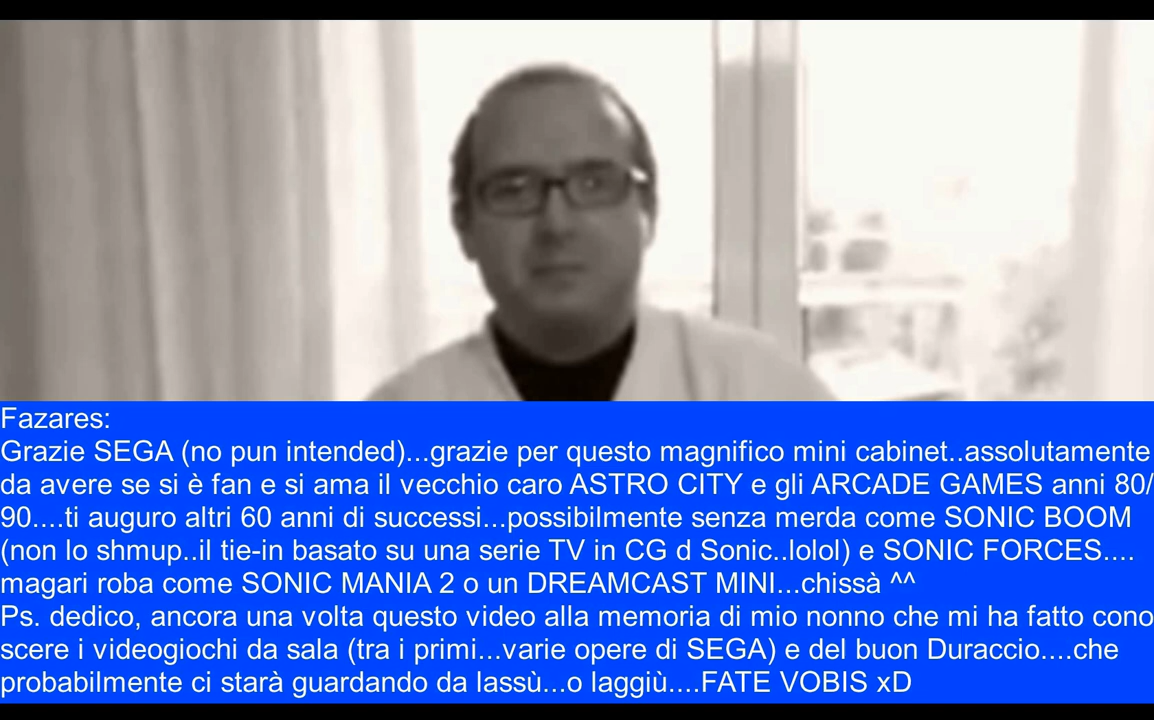 Fazares:
Grazie SEGA (no pun intended)...grazie per questo magnifico mini cabinet..assolutamente
da avere se si è fan e si ama il vecchio caro ASTRO CITY e gli ARCADE GAMES anni 80/
90....ti auguro altri 60 anni di successi...possibilmente senza merda come SONIC BOOM
(non lo shmup..il tie-in basato su una serie TV in CG d Sonic..lolol) e SONIC FORCES....
magari roba come SONIC MANIA 2 o un DREAMCAST MINI...chissà ^^
Ps. dedico, ancora una volta questo video alla memoria di mio nonno che mi ha fatto cono
scere i videogiochi da sala (tra i primi...varie opere di SEGA) e del buon Duraccio....che
probabilmente ci starà guardando da lassù...o laggiù....FATE VOBIS xD